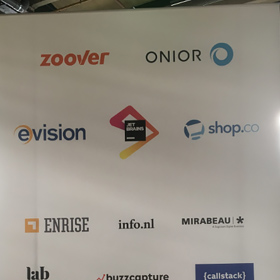 zoover
ONIOR
evision
JET
BRAINS
shop.co
ENRISE
info.nl
MIRABEAU
lab
buzzcapture
{callstack}